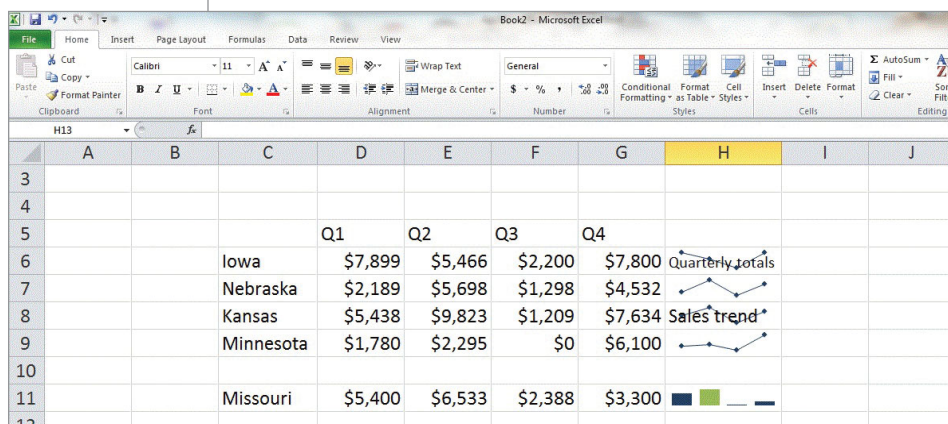 Book2 - Microsoft Excel
File Home Insert Page Layout Formulas Data Review View
Cut
Copy
Format Painter
Paste
Calibri 11 A A
B I U A
Wrap Text
Merge & Center
General
$ % , .0 .00 .00 .0
Conditional Formatting
Format as Table
Cell Styles
Insert Delete Format
Σ AutoSum
Fill
Clear
Clipboard Font Alignment Number Styles Cells Editing
H13 fx
A B C D E F G H I J
3
4
5 Q1 Q2 Q3 Q4
6 Iowa $7,899 $5,466 $2,200 $7,800 Quarterly totals
7 Nebraska $2,189 $5,698 $1,298 $4,532
8 Kansas $5,438 $9,823 $1,209 $7,634 Sales trend
9 Minnesota $1,780 $2,295 $0 $6,100
10
11 Missouri $5,400 $6,533 $2,388 $3,300